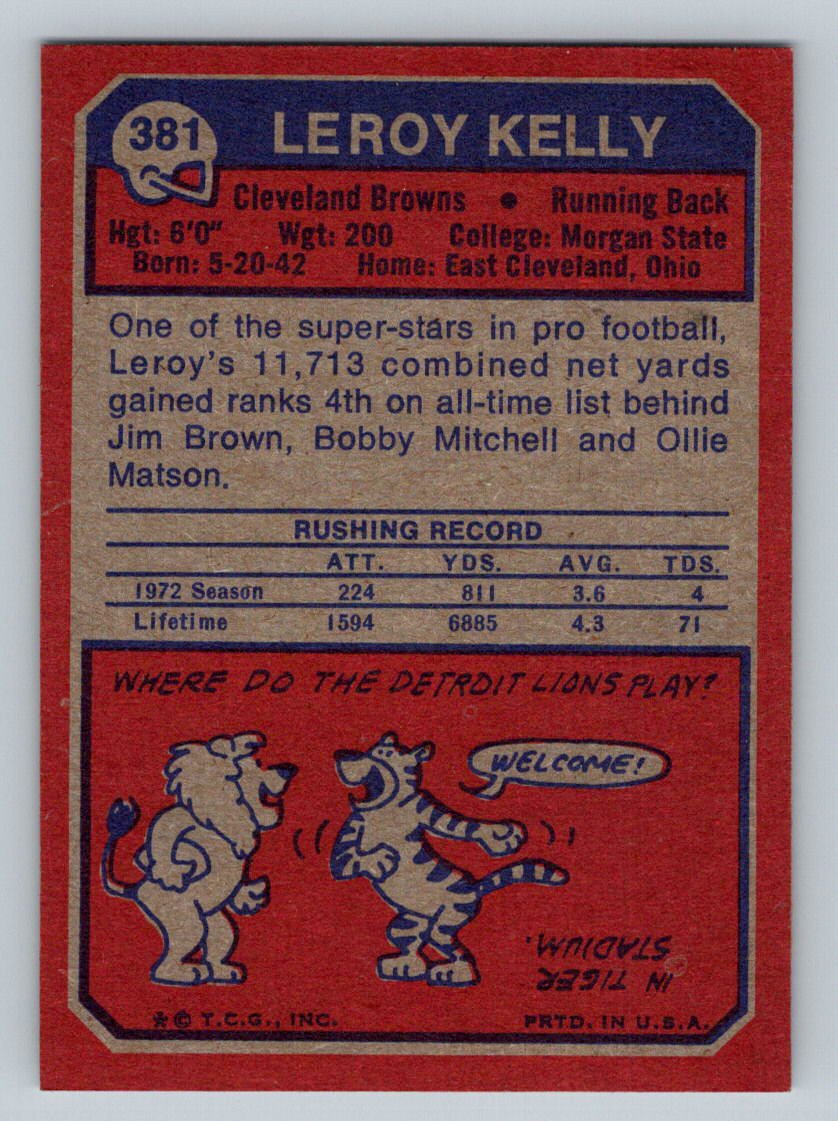 381
LEROY KELLY
Cleveland Browns • Running Back
Hgt: 6'0" Wgt: 200 College: Morgan State
Born: 5-20-42 Home: East Cleveland, Ohio
One of the super-stars in pro football,
Leroy's 11,713 combined net yards
gained ranks 4th on all-time list behind
Jim Brown, Bobby Mitchell and Ollie
Matson.
RUSHING RECORD
ATT. YDS. AVG. TDS.
1972 Season 224 811 3.6 4
Lifetime 1594 6885 4.3 71
WHERE DO THE DETROIT LIONS PLAY?
WELCOME!
IN TIGER
STADIUM.
* © T.C.G., INC. PRTD. IN U.S.A.